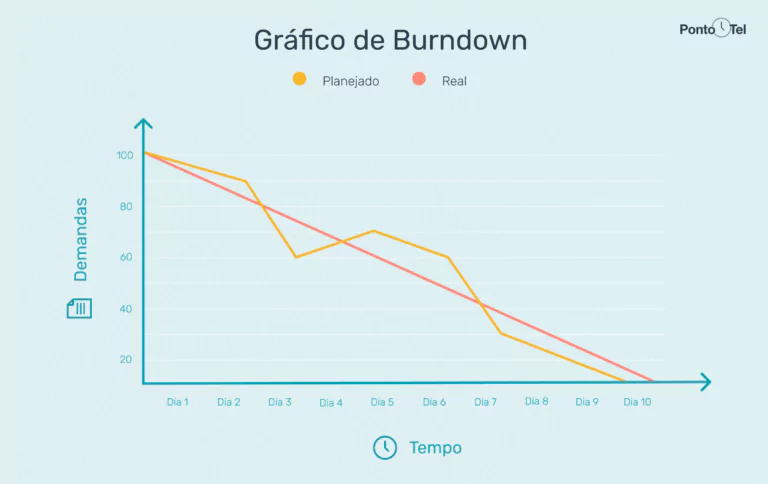 Gráfico de Burndown
PontoTel
Planejado
Real
100
80
60
40
20
Demandas
Dia 1
Dia 2
Dia 3
Dia 4
Dia 5
Dia 6
Dia 7
Dia 8
Dia 9
Dia 10
Tempo